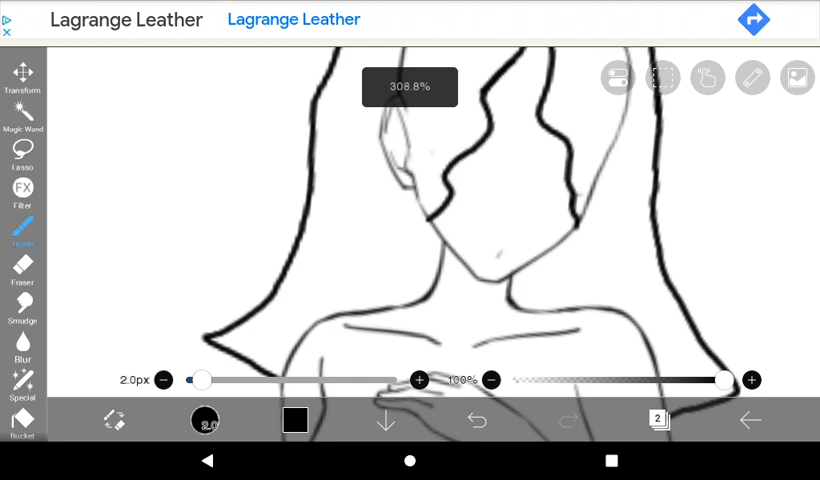 Lagrange Leather
Lagrange Leather
308.8%
Transform
Magic Wand
Lasso
FX
Filter
Brush
Eraser
Smudge
Blur
Special
Bucket
2.0px
100%
2.0
2